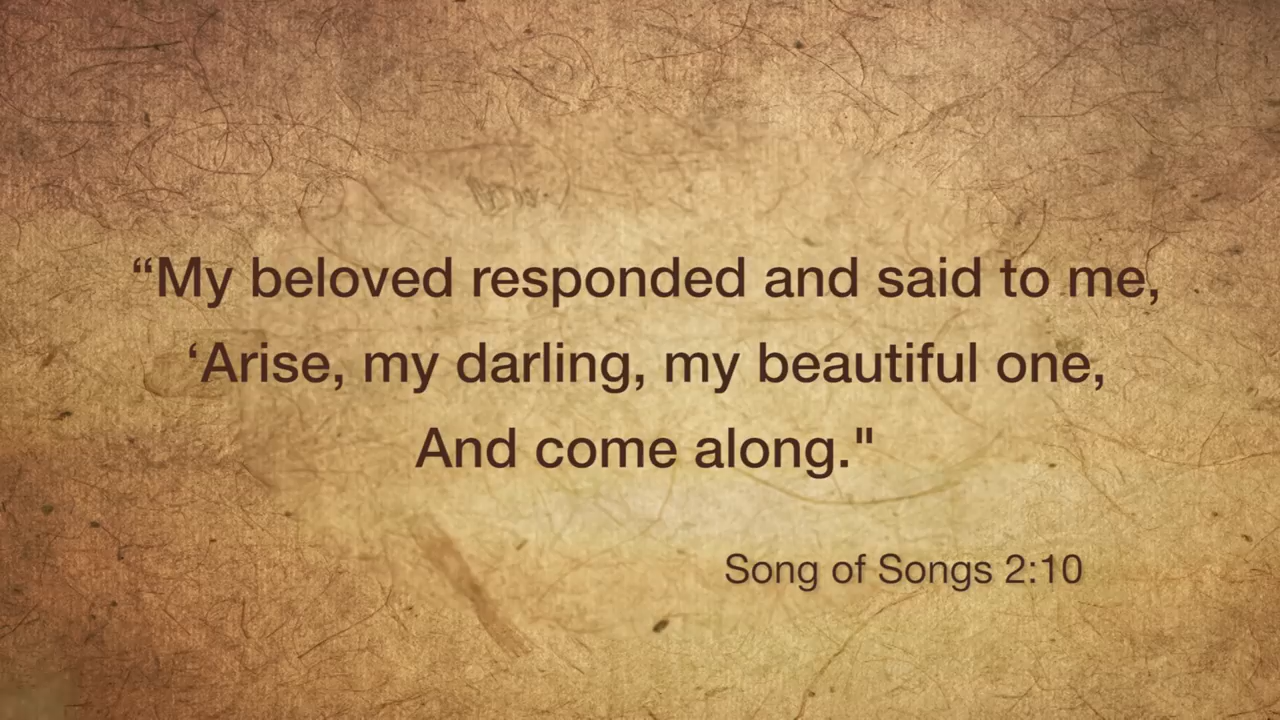 “My beloved responded and said to me,
‘Arise, my darling, my beautiful one,
And come along."
Song of Songs 2:10